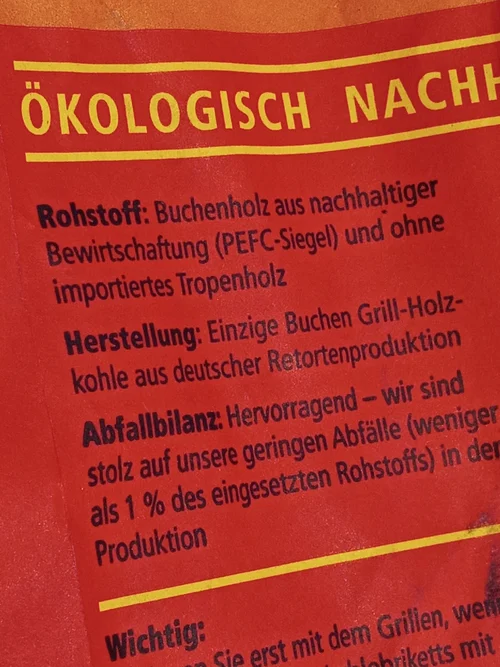 ÖKOLOGISCH NACHH
Rohstoff: Buchenholz aus nachhaltiger
Bewirtschaftung (PEFC-Siegel) und ohne
importiertes Tropenholz
Herstellung: Einzige Buchen Grill-Holz-
kohle aus deutscher Retortenproduktion
Abfallbilanz: Hervorragend – wir sind
stolz auf unsere geringen Abfälle (weniger
als 1 % des eingesetzten Rohstoffs) in der
Produktion
Wichtig:
Sie erst mit dem Grillen, wenn
mit